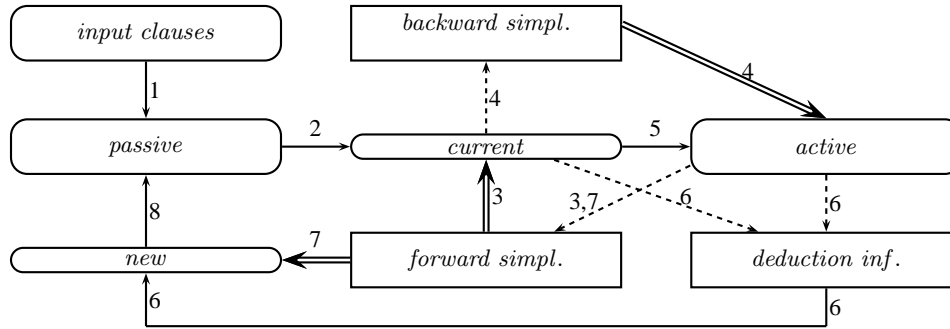 input clauses
backward simpl.
1
4
4
passive
2
current
5
active
3
3,7
6
6
8
7
new
forward simpl.
deduction inf.
6
6